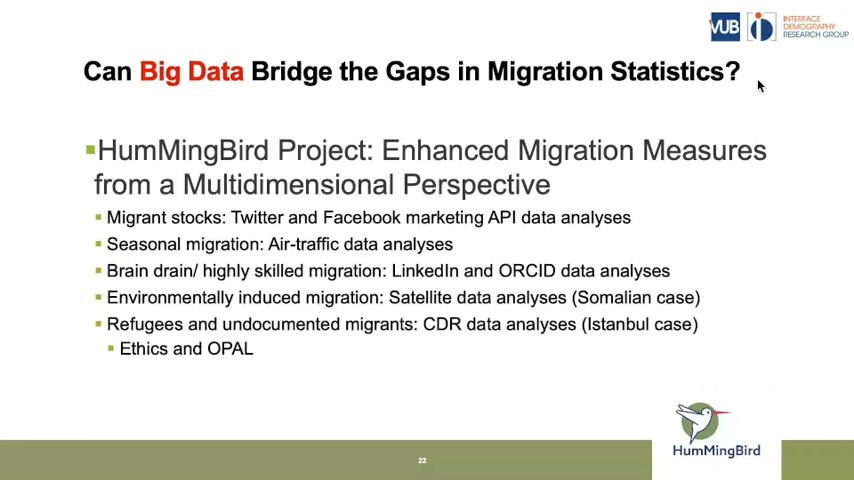 VUB
INTERFACE
DEMOGRAPHY
RESEARCH GROUP
Can Big Data Bridge the Gaps in Migration Statistics?
HumMingBird Project: Enhanced Migration Measures
from a Multidimensional Perspective
Migrant stocks: Twitter and Facebook marketing API data analyses
Seasonal migration: Air-traffic data analyses
Brain drain/ highly skilled migration: LinkedIn and ORCID data analyses
Environmentally induced migration: Satellite data analyses (Somalian case)
Refugees and undocumented migrants: CDR data analyses (Istanbul case)
Ethics and OPAL
HumMingBird
22